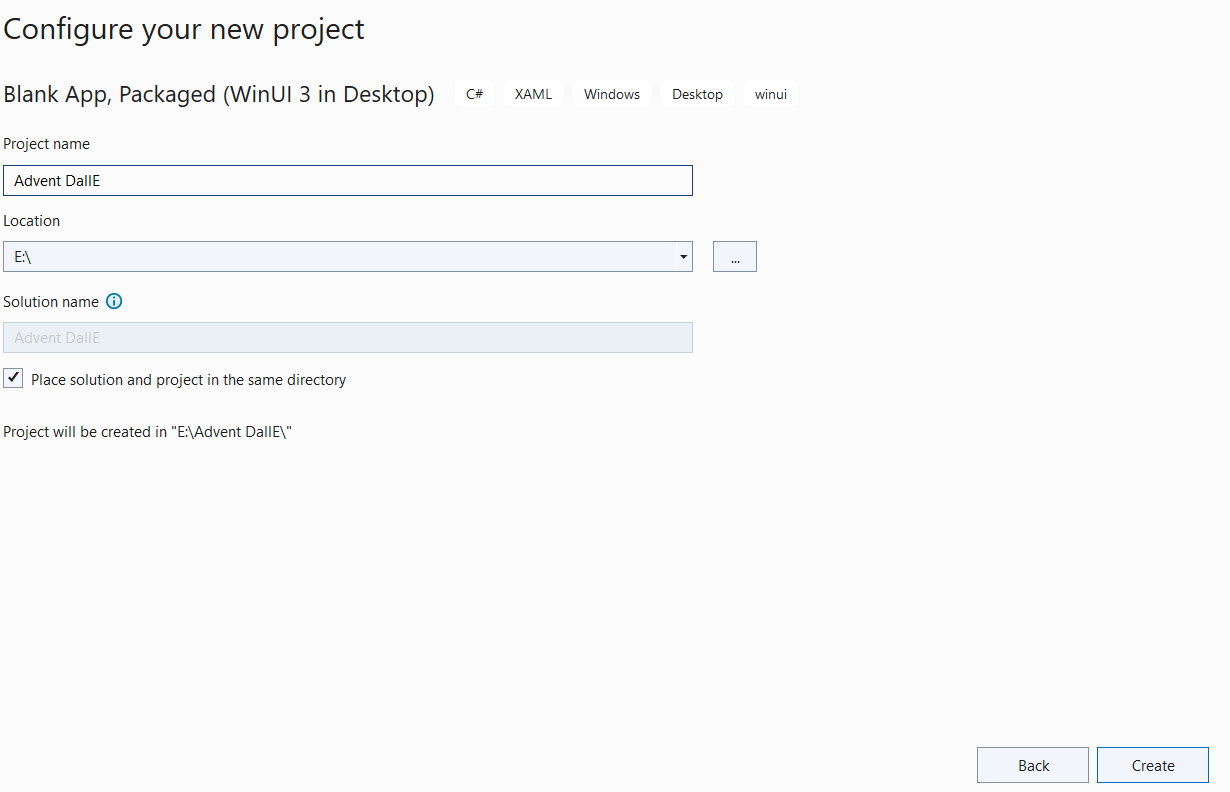 Configure your new project
Blank App, Packaged (WinUI 3 in Desktop) C# XAML Windows Desktop winui
Project name
Advent DallE
Location
E:\
...
Solution name
Advent DallE
Place solution and project in the same directory
Project will be created in "E:\Advent DallE\"
Back Create